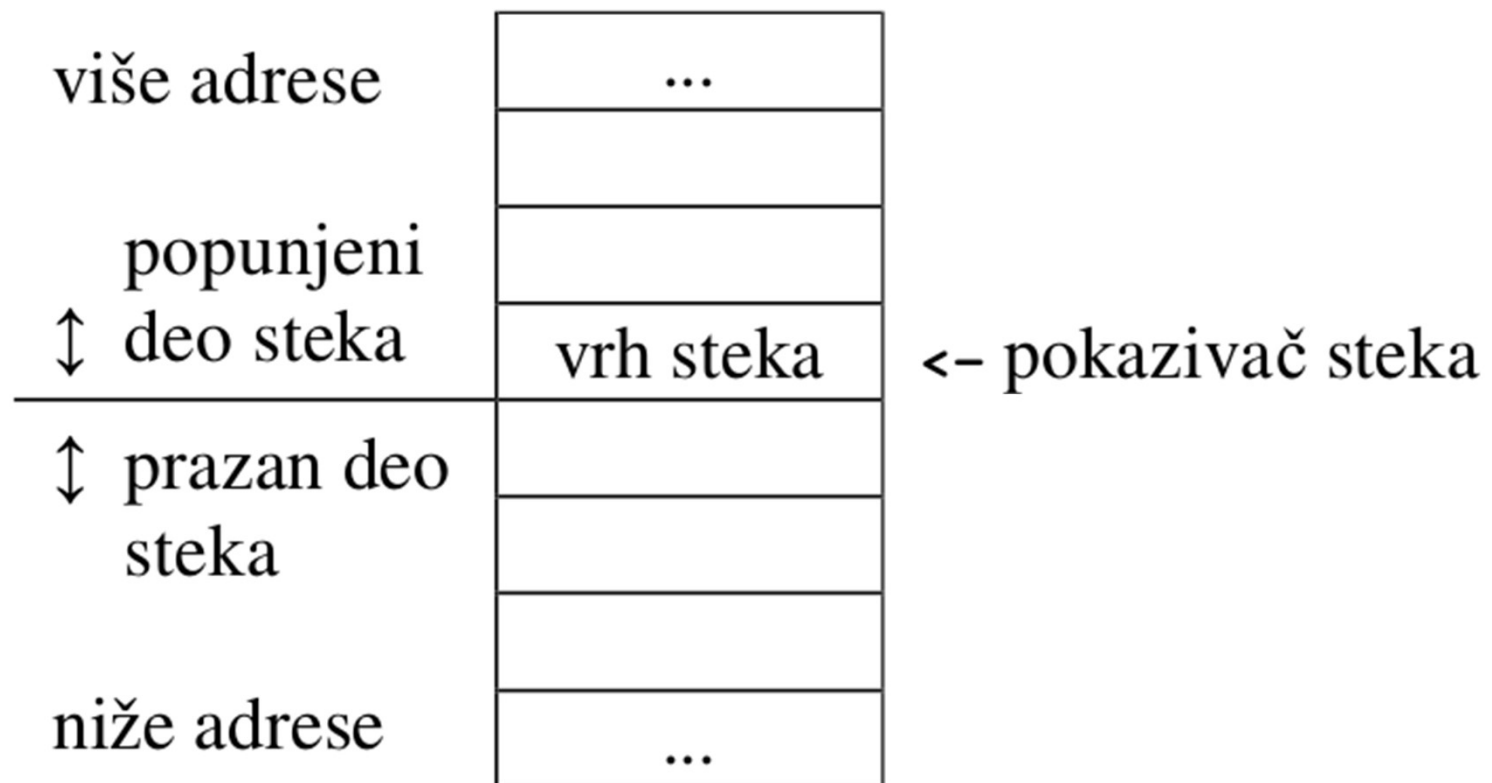 više adrese
...
popunjeni
↕ deo steka
vrh steka
<- pokazivač steka
↕ prazan deo
steka
niže adrese
...